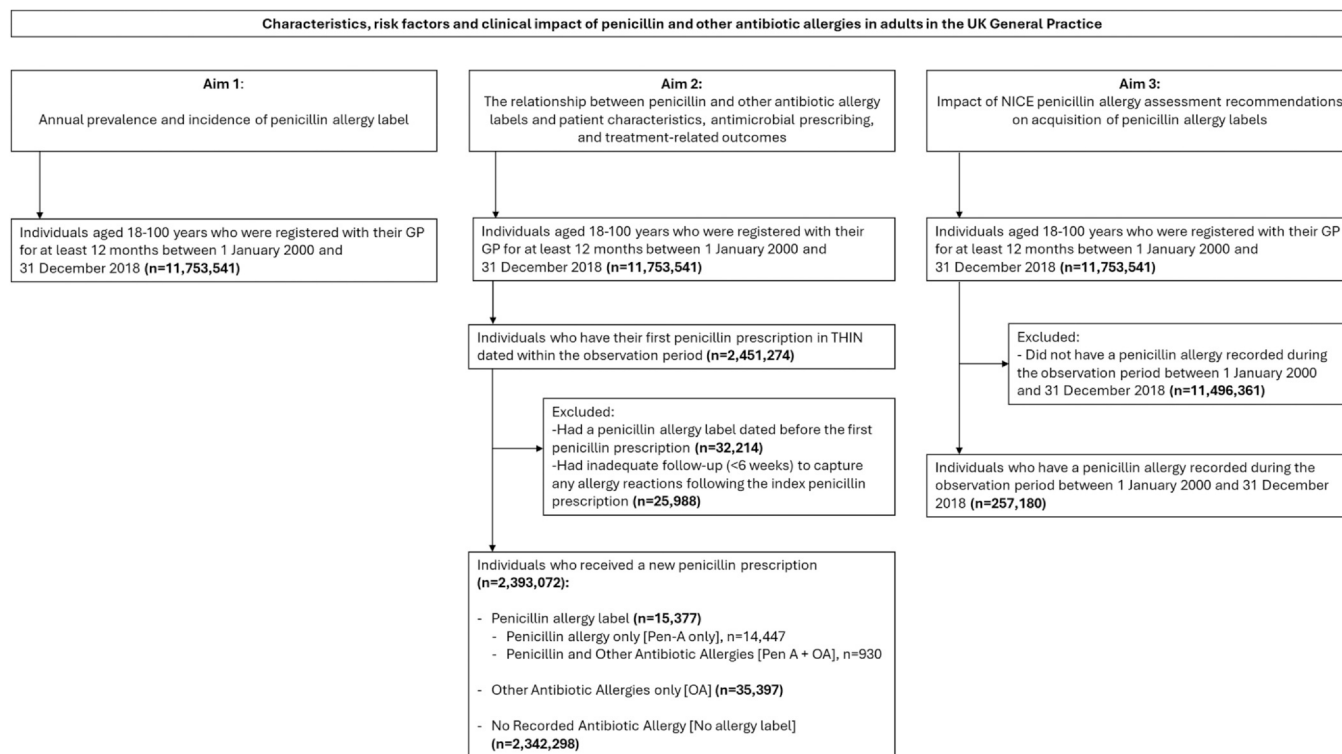 Characteristics, risk factors and clinical impact of penicillin and other antibiotic allergies in adults in the UK General Practice
Aim 1:
Annual prevalence and incidence of penicillin allergy label
Individuals aged 18-100 years who were registered with their GP
for at least 12 months between 1 January 2000 and
31 December 2018 (n=11,753,541)
Aim 2:
The relationship between penicillin and other antibiotic allergy
labels and patient characteristics, antimicrobial prescribing,
and treatment-related outcomes
Individuals aged 18-100 years who were registered with their
GP for at least 12 months between 1 January 2000 and
31 December 2018 (n=11,753,541)
Individuals who have their first penicillin prescription in THIN
dated within the observation period (n=2,451,274)
Excluded:
-Had a penicillin allergy label dated before the first
penicillin prescription (n=32,214)
-Had inadequate follow-up (<6 weeks) to capture
any allergy reactions following the index penicillin
prescription (n=25,988)
Individuals who received a new penicillin prescription
(n=2,393,072):
- Penicillin allergy label (n=15,377)
- Penicillin allergy only [Pen-A only], n=14,447
- Penicillin and Other Antibiotic Allergies [Pen A + OA], n=930
- Other Antibiotic Allergies only [OA] (n=35,397)
- No Recorded Antibiotic Allergy [No allergy label]
(n=2,342,298)
Aim 3:
Impact of NICE penicillin allergy assessment recommendations
on acquisition of penicillin allergy labels
Individuals aged 18-100 years who were registered with their GP
for at least 12 months between 1 January 2000 and
31 December 2018 (n=11,753,541)
Excluded:
- Did not have a penicillin allergy recorded during
the observation period between 1 January 2000
and 31 December 2018 (n=11,496,361)
Individuals who have a penicillin allergy recorded during the
observation period between 1 January 2000 and 31 December
2018 (n=257,180)